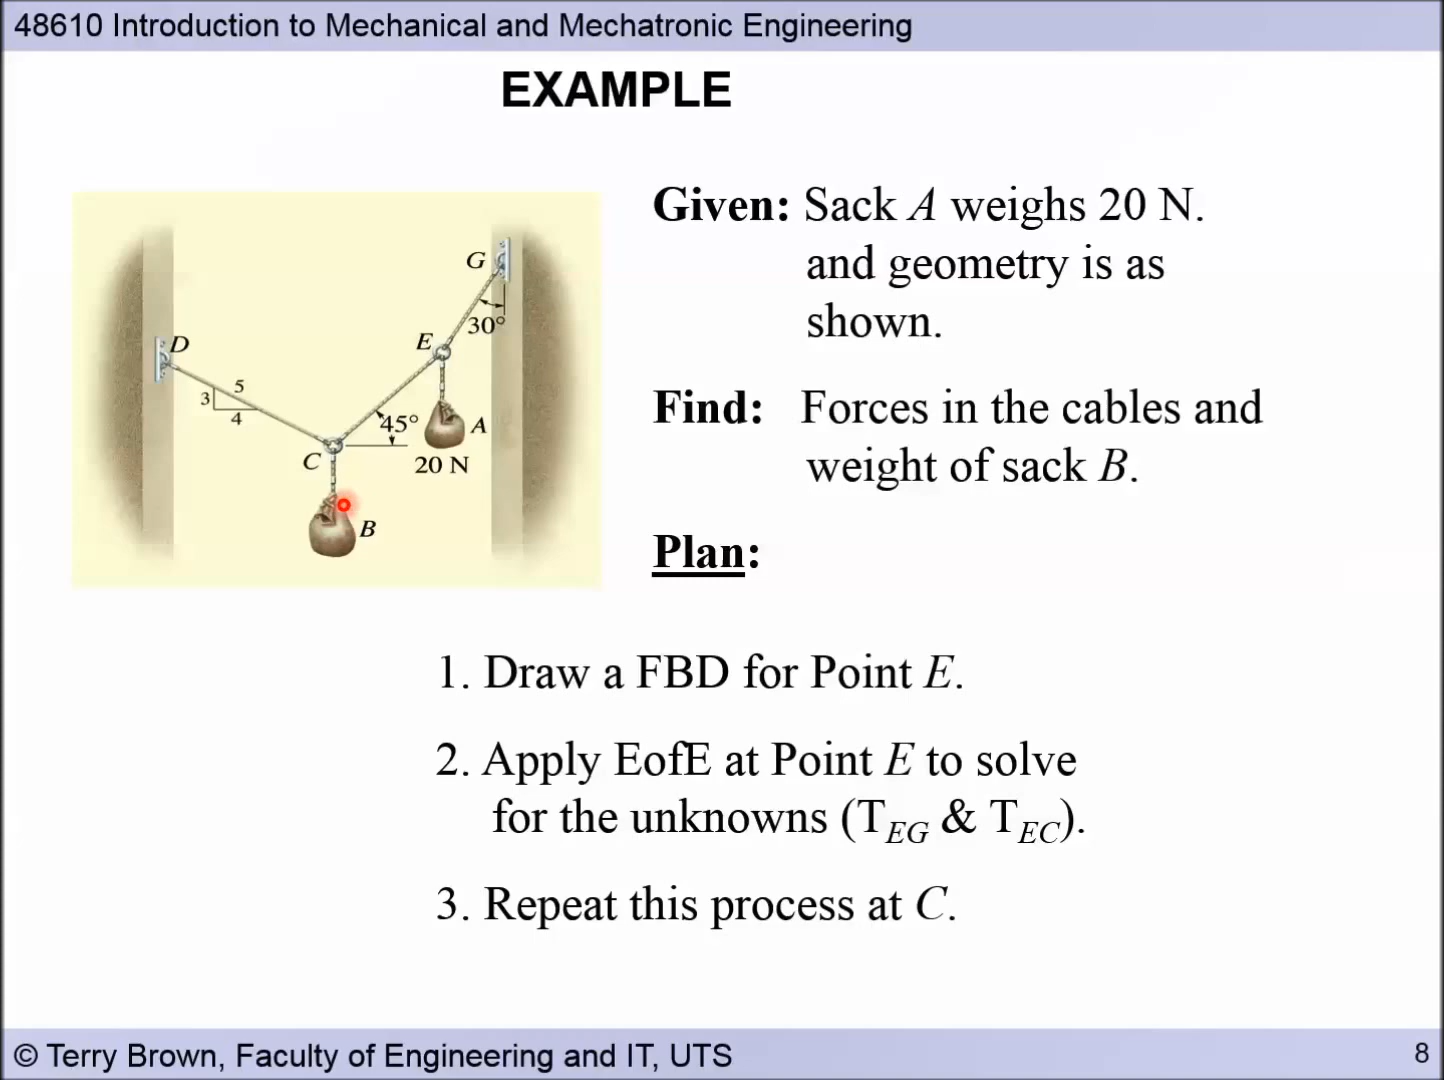 48610 Introduction to Mechanical and Mechatronic Engineering
EXAMPLE
G
30°
E
D
5
3
4
45°
A
C
20 N
B
Given: Sack A weighs 20 N.
and geometry is as
shown.
Find: Forces in the cables and
weight of sack B.
Plan:
1. Draw a FBD for Point E.
2. Apply EofE at Point E to solve
for the unknowns (T_EG & T_EC).
3. Repeat this process at C.
© Terry Brown, Faculty of Engineering and IT, UTS
8